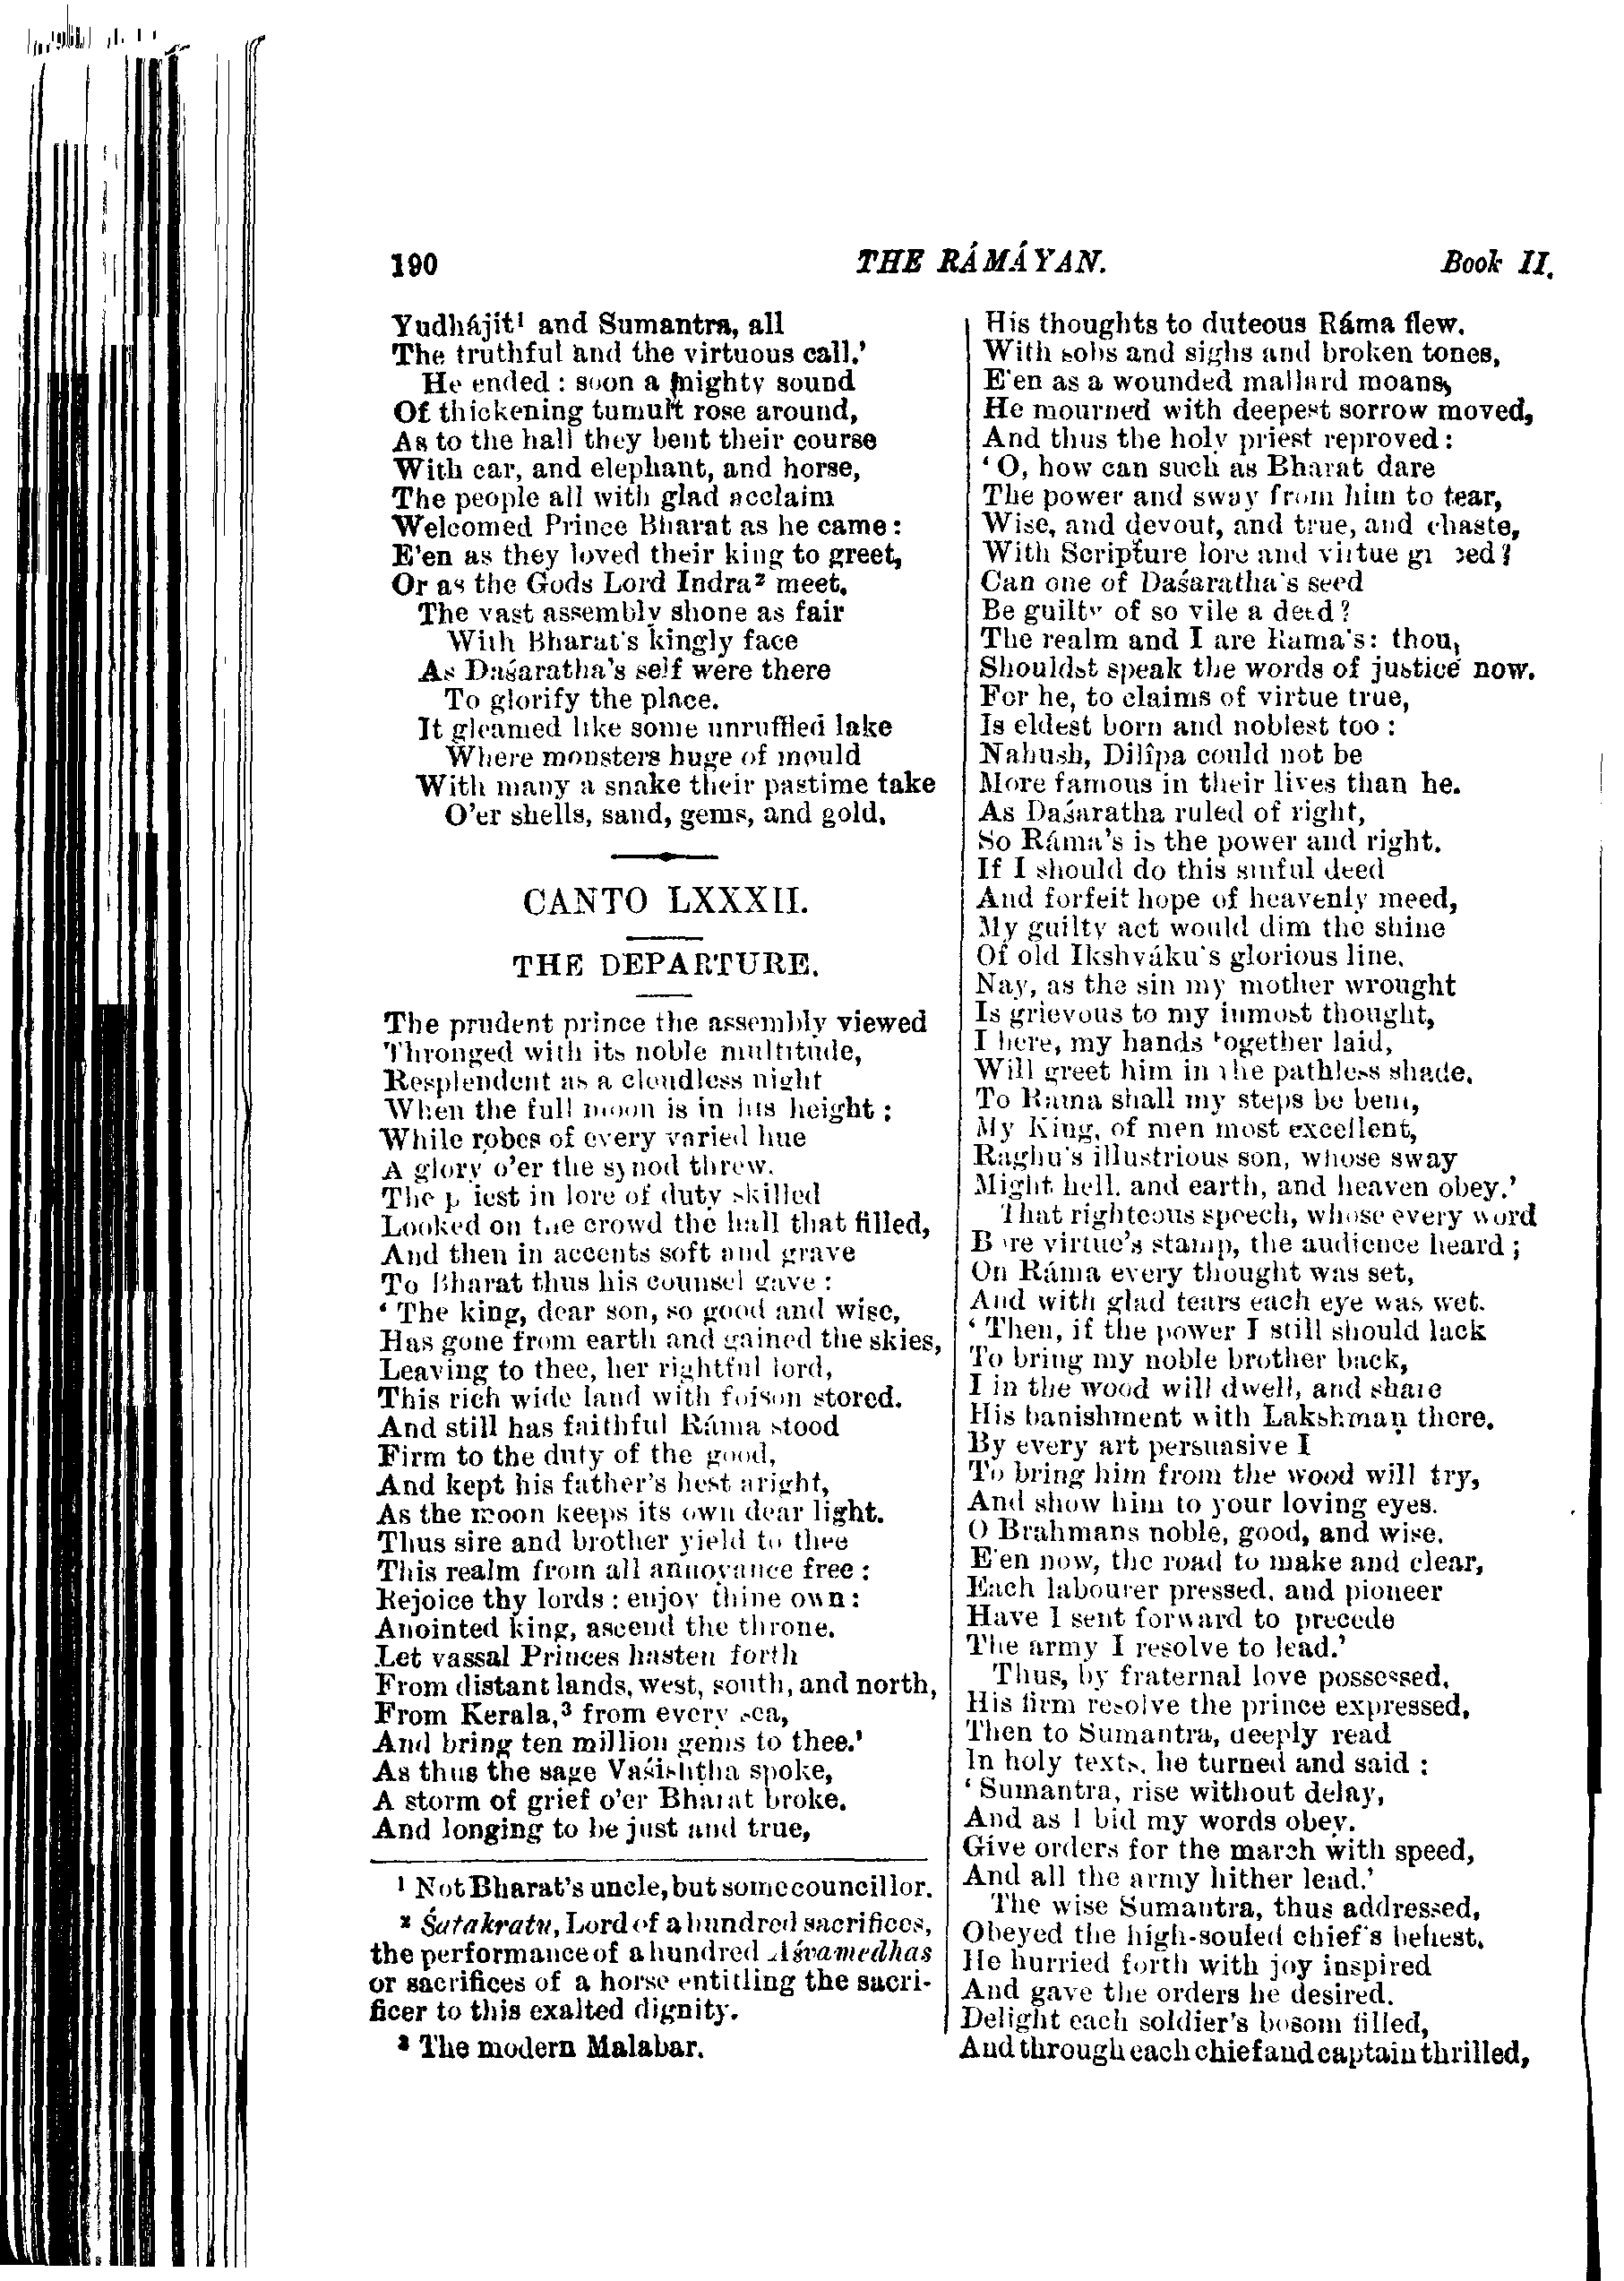 190 THE RÁMÁYAN. Book II.
Yudhájit¹ and Sumantra, all
The truthful and the virtuous call.'
He ended : soon a mighty sound
Of thickening tumult rose around,
As to the hall they bent their course
With car, and elephant, and horse,
The people all with glad acclaim
Welcomed Prince Bharat as he came :
E'en as they loved their king to greet,
Or as the Gods Lord Indra² meet.
The vast assembly shone as fair
With Bharat's kingly face
As Daśaratha's self were there
To glorify the place.
It gleamed like some unruffled lake
Where monsters huge of mould
With many a snake their pastime take
O'er shells, sand, gems, and gold.
CANTO LXXXII.
THE DEPARTURE.
The prudent prince the assembly viewed
Thronged with its noble multitude,
Resplendent as a cloudless night
When the full moon is in his height ;
While robes of every varied hue
A glory o'er the synod threw.
The priest in lore of duty skilled
Looked on the crowd the hall that filled,
And then in accents soft and grave
To Bharat thus his counsel gave :
' The king, dear son, so good and wise,
Has gone from earth and gained the skies,
Leaving to thee, her rightful lord,
This rich wide land with foison stored.
And still has faithful Ráma stood
Firm to the duty of the good,
And kept his father's hest aright,
As the moon keeps its own dear light.
Thus sire and brother yield to thee
This realm from all annoyance free :
Rejoice thy lords : enjoy thine own :
Anointed king, ascend the throne.
Let vassal Princes hasten forth
From distant lands, west, south, and north,
From Kerala,³ from every sea,
And bring ten million gems to thee.'
As thus the sage Vaśishṭha spoke,
A storm of grief o'er Bharat broke.
And longing to be just and true,
¹ Not Bharat's uncle, but some councillor.
² Śatakratu, Lord of a hundred sacrifices,
the performance of a hundred Aśvamedhas
or sacrifices of a horse entitling the sacri-
ficer to this exalted dignity.
³ The modern Malabar.
His thoughts to duteous Ráma flew.
With sobs and sighs and broken tones,
E'en as a wounded mallard moans,
He mourned with deepest sorrow moved,
And thus the holy priest reproved :
' O, how can such as Bharat dare
The power and sway from him to tear,
Wise, and devout, and true, and chaste,
With Scripture lore and virtue graced ?
Can one of Daśaratha's seed
Be guilty of so vile a deed ?
The realm and I are Ráma's : thou,
Shouldst speak the words of justice now.
For he, to claims of virtue true,
Is eldest born and noblest too :
Nahush, Dilîpa could not be
More famous in their lives than he.
As Daśaratha ruled of right,
So Ráma's is the power and right.
If I should do this sinful deed
And forfeit hope of heavenly meed,
My guilty act would dim the shine
Of old Ikshváku's glorious line.
Nay, as the sin my mother wrought
Is grievous to my inmost thought,
I here, my hands together laid,
Will greet him in the pathless shade.
To Ráma shall my steps be bent,
My King, of men most excellent,
Raghu's illustrious son, whose sway
Might hell, and earth, and heaven obey.'
That righteous speech, whose every word
Bore virtue's stamp, the audience heard ;
On Ráma every thought was set,
And with glad tears each eye was wet.
' Then, if the power I still should lack
To bring my noble brother back,
I in the wood will dwell, and share
His banishment with Lakshmaṇ there.
By every art persuasive I
To bring him from the wood will try,
And show him to your loving eyes.
O Brahmans noble, good, and wise.
E'en now, the road to make and clear,
Each labourer pressed, and pioneer
Have I sent forward to precede
The army I resolve to lead.'
Thus, by fraternal love possessed,
His firm resolve the prince expressed,
Then to Sumantra, deeply read
In holy texts, he turned and said :
' Sumantra, rise without delay,
And as I bid my words obey.
Give orders for the march with speed,
And all the army hither lead.'
The wise Sumantra, thus addressed,
Obeyed the high-souled chief's behest.
He hurried forth with joy inspired
And gave the orders he desired.
Delight each soldier's bosom filled,
And through each chief and captain thrilled,